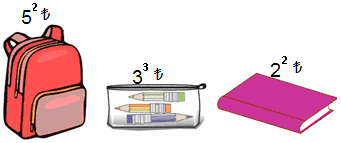 5² ₺
3³ ₺
2² ₺